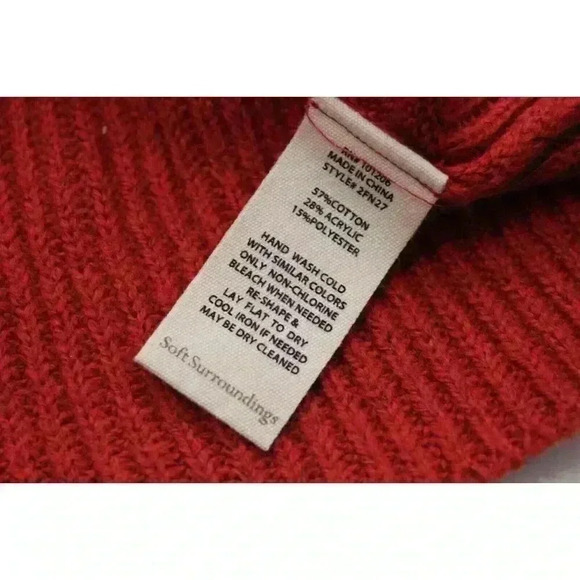 RN# 101206
MADE IN CHINA
STYLE# 2FN27
57%COTTON
28% ACRYLIC
15%POLYESTER
HAND WASH COLD
WITH SIMILAR COLORS
ONLY NON-CHLORINE
BLEACH WHEN NEEDED
RE-SHAPE &
LAY FLAT TO DRY
COOL IRON IF NEEDED
MAY BE DRY CLEANED
Soft Surroundings